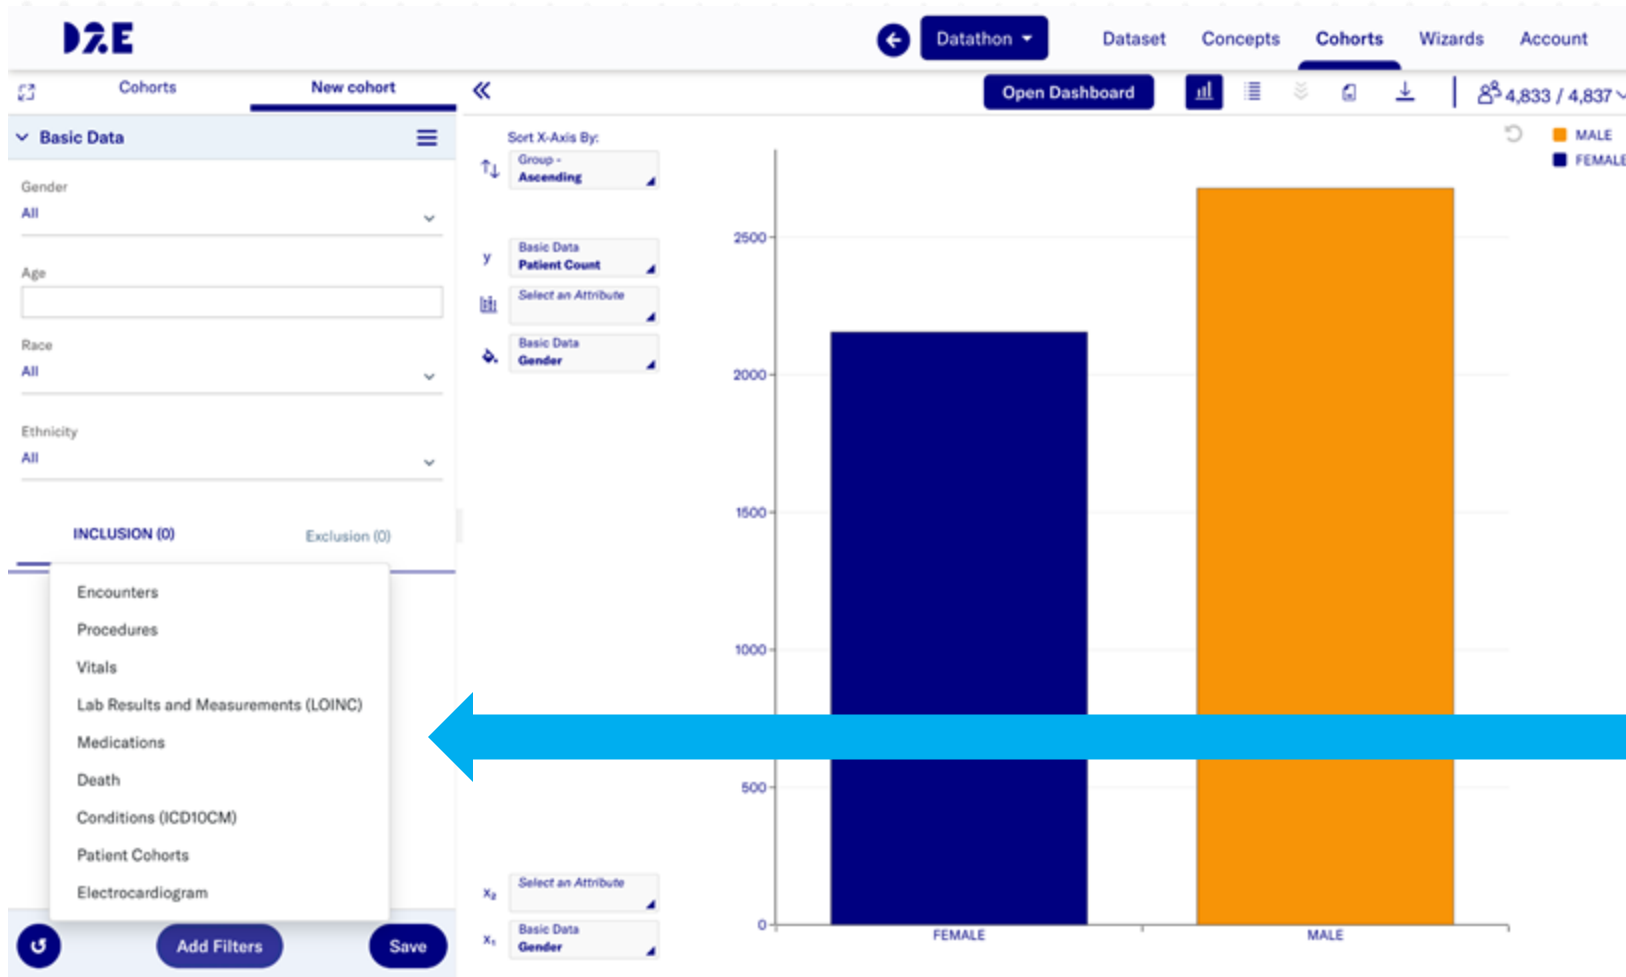 D2E
Datathon
Dataset
Concepts
Cohorts
Wizards
Account
Cohorts
New cohort
Open Dashboard
4,833 / 4,837
Basic Data
Gender
All
Age
Race
All
Ethnicity
All
INCLUSION (0)
Exclusion (0)
Encounters
Procedures
Vitals
Lab Results and Measurements (LOINC)
Medications
Death
Conditions (ICD10CM)
Patient Cohorts
Electrocardiogram
Add Filters
Save
Sort X-Axis By:
Group -
Ascending
y
Basic Data
Patient Count
Select an Attribute
Basic Data
Gender
x₂
Select an Attribute
x₁
Basic Data
Gender
MALE
FEMALE
2500
2000
1500
1000
500
0
FEMALE
MALE